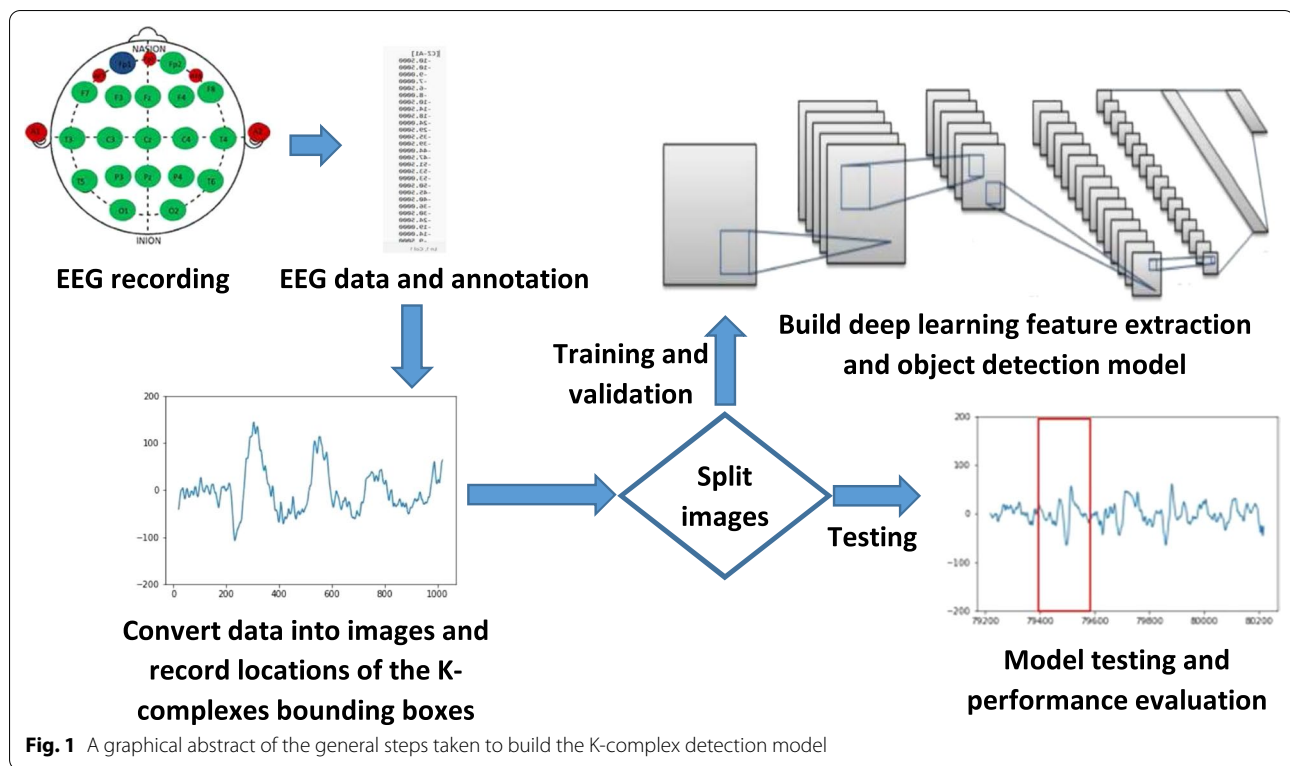 NASION
Fp1 Fp2
F7 F3 Fz F4 F8
A1 T3 C3 Cz C4 T4 A2
T5 P3 Pz P4 T6
O1 O2
INION
EEG recording
[CZ-A1]
EEG data and annotation
Build deep learning feature extraction
and object detection model
Training and
validation
200
100
0
−100
−200
0 200 400 600 800 1000
Convert data into images and
record locations of the K-
complexes bounding boxes
Split
images
Testing
200
100
0
−100
−200
79200 79400 79600 79800 80000 80200
Model testing and
performance evaluation
Fig. 1 A graphical abstract of the general steps taken to build the K-complex detection model